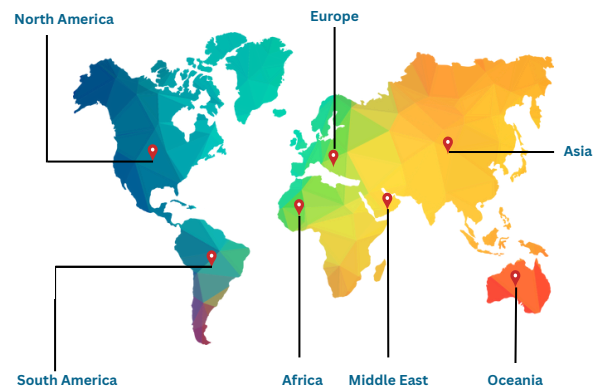 Europe
North America
Asia
South America
Africa
Middle East
Oceania